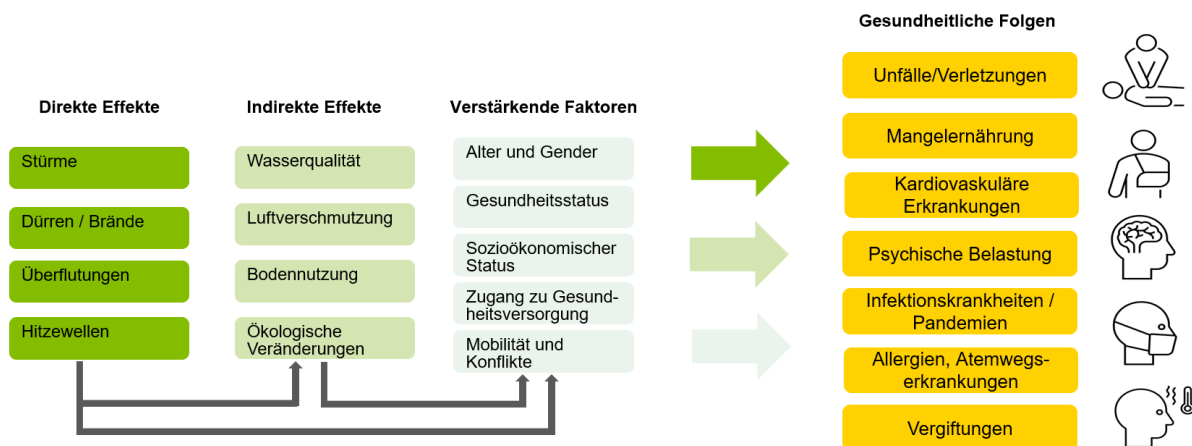 Gesundheitliche Folgen
Direkte Effekte
Stürme
Dürren / Brände
Überflutungen
Hitzewellen
Indirekte Effekte
Wasserqualität
Luftverschmutzung
Bodennutzung
Ökologische
Veränderungen
Verstärkende Faktoren
Alter und Gender
Gesundheitsstatus
Sozioökonomischer
Status
Zugang zu Gesund-
heitsversorgung
Mobilität und
Konflikte
Unfälle/Verletzungen
Mangelernährung
Kardiovaskuläre
Erkrankungen
Psychische Belastung
Infektionskrankheiten /
Pandemien
Allergien, Atemwegs-
erkrankungen
Vergiftungen